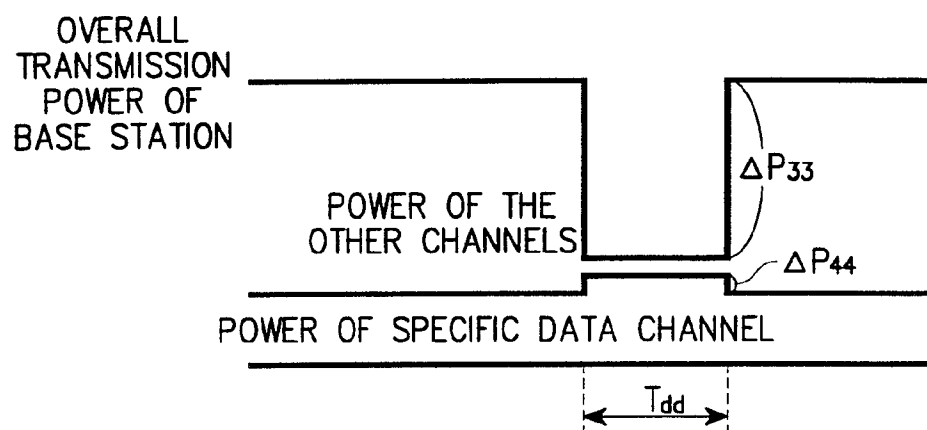 OVERALL
TRANSMISSION
POWER OF
BASE STATION
ΔP33
POWER OF THE
OTHER CHANNELS
ΔP44
POWER OF SPECIFIC DATA CHANNEL
Tdd